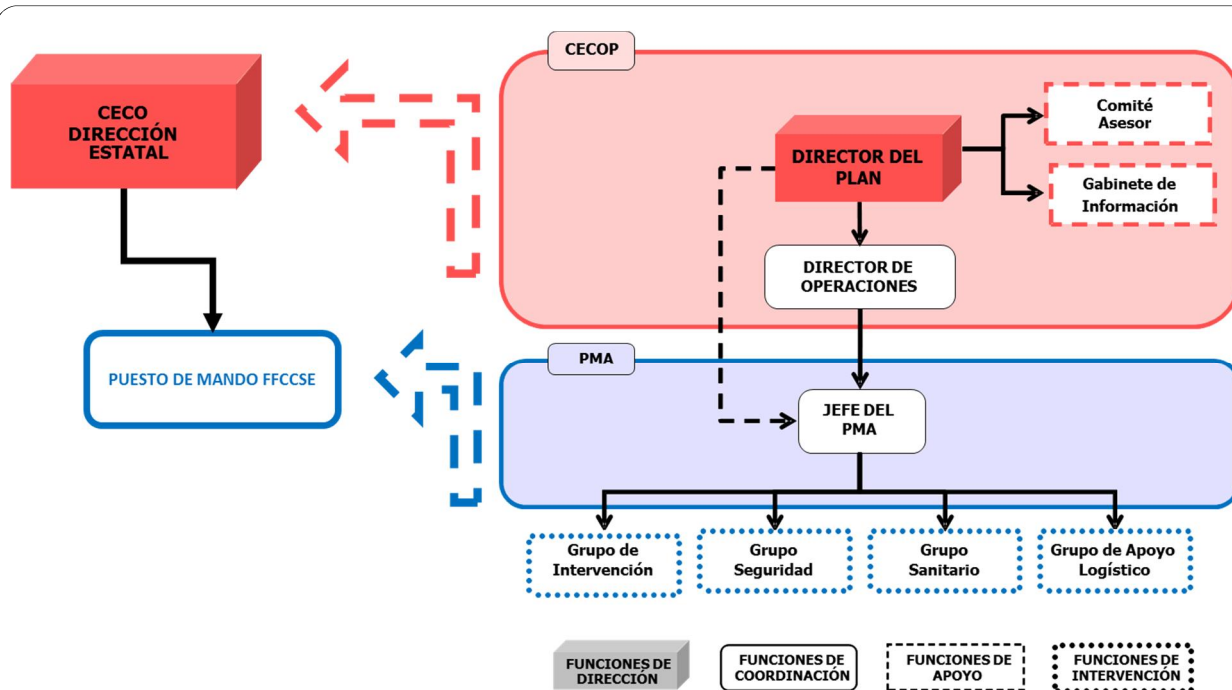 CECOP
CECO
DIRECCIÓN
ESTATAL
DIRECTOR DEL
PLAN
Comité
Asesor
Gabinete de
Información
DIRECTOR DE
OPERACIONES
PMA
PUESTO DE MANDO FFCCSE
JEFE DEL
PMA
Grupo de
Intervención
Grupo
Seguridad
Grupo
Sanitario
Grupo de Apoyo
Logístico
FUNCIONES DE
DIRECCIÓN
FUNCIONES DE
COORDINACIÓN
FUNCIONES DE
APOYO
FUNCIONES DE
INTERVENCIÓN